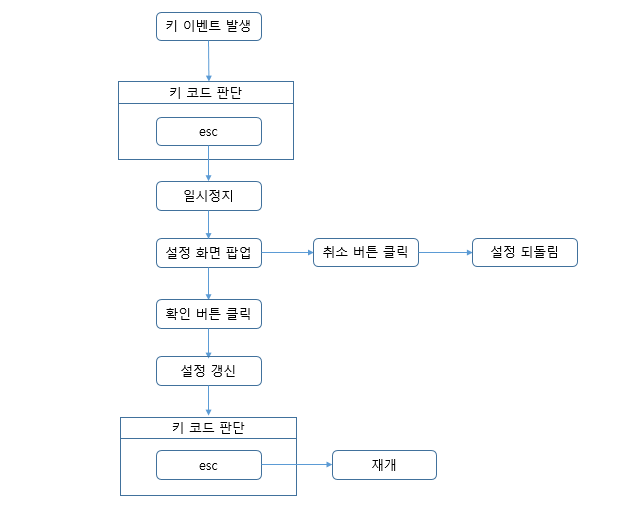 키 이벤트 발생
키 코드 판단
esc
일시정지
설정 화면 팝업
취소 버튼 클릭
설정 되돌림
확인 버튼 클릭
설정 갱신
키 코드 판단
esc
재개